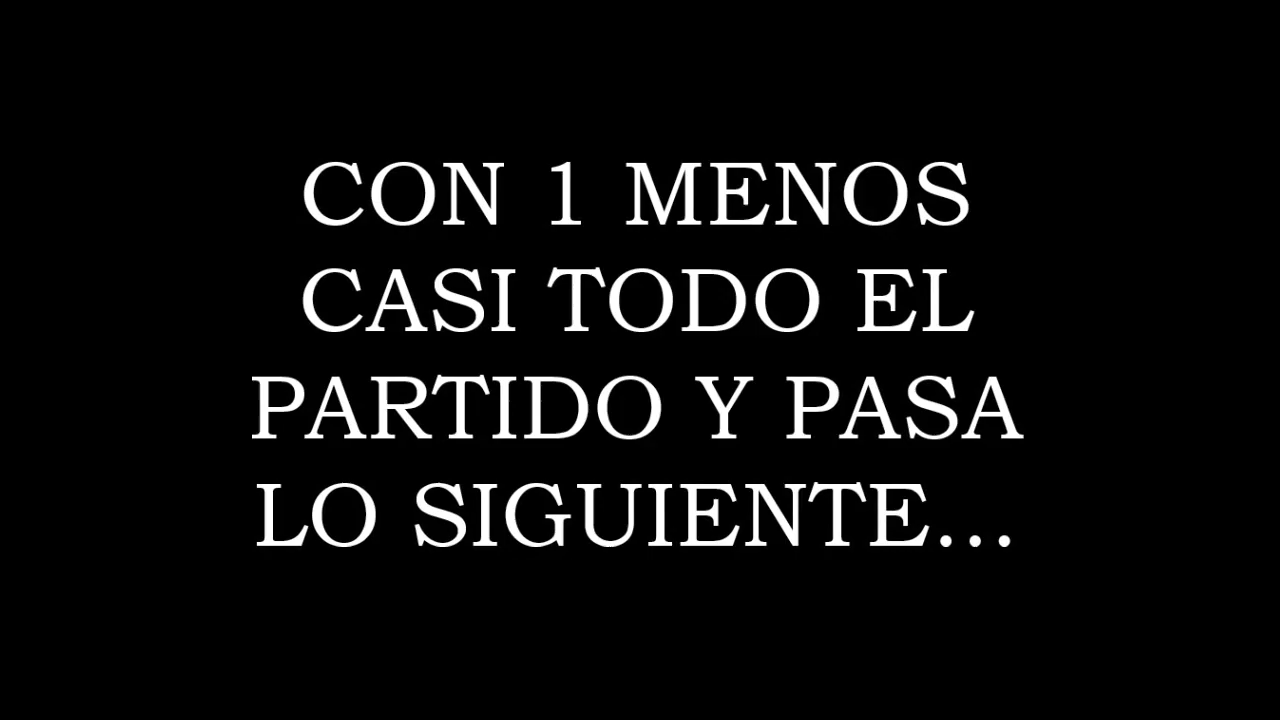 CON 1 MENOS
CASI TODO EL
PARTIDO Y PASA
LO SIGUIENTE...